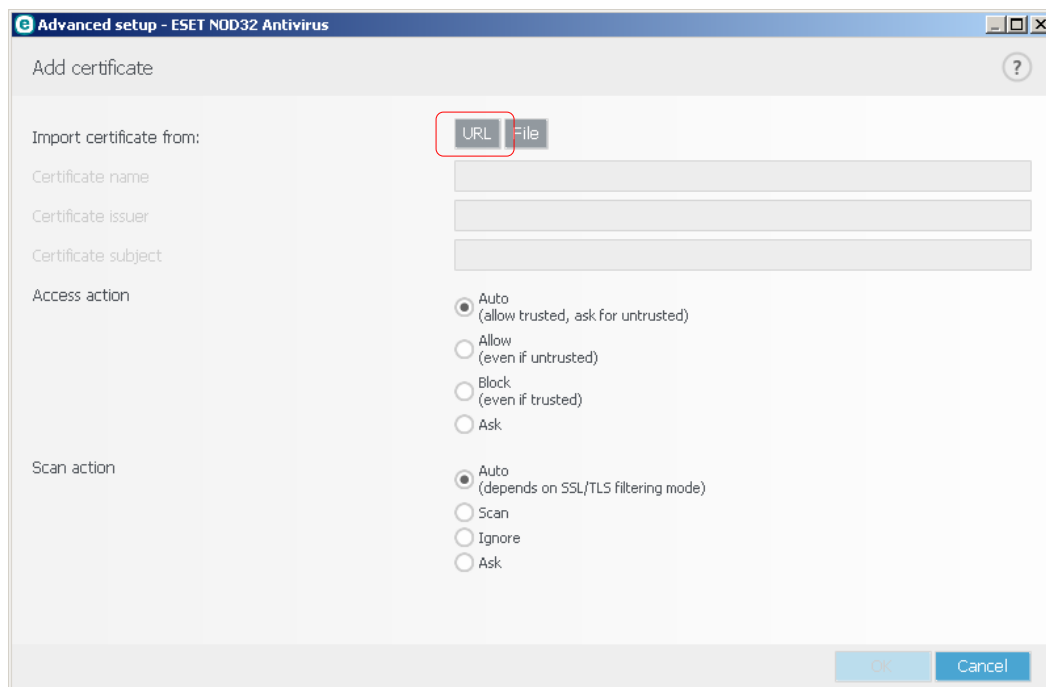 Advanced setup - ESET NOD32 Antivirus
Add certificate
?
Import certificate from:
URL File
Certificate name
Certificate issuer
Certificate subject
Access action
Auto
(allow trusted, ask for untrusted)
Allow
(even if untrusted)
Block
(even if trusted)
Ask
Scan action
Auto
(depends on SSL/TLS filtering mode)
Scan
Ignore
Ask
OK Cancel